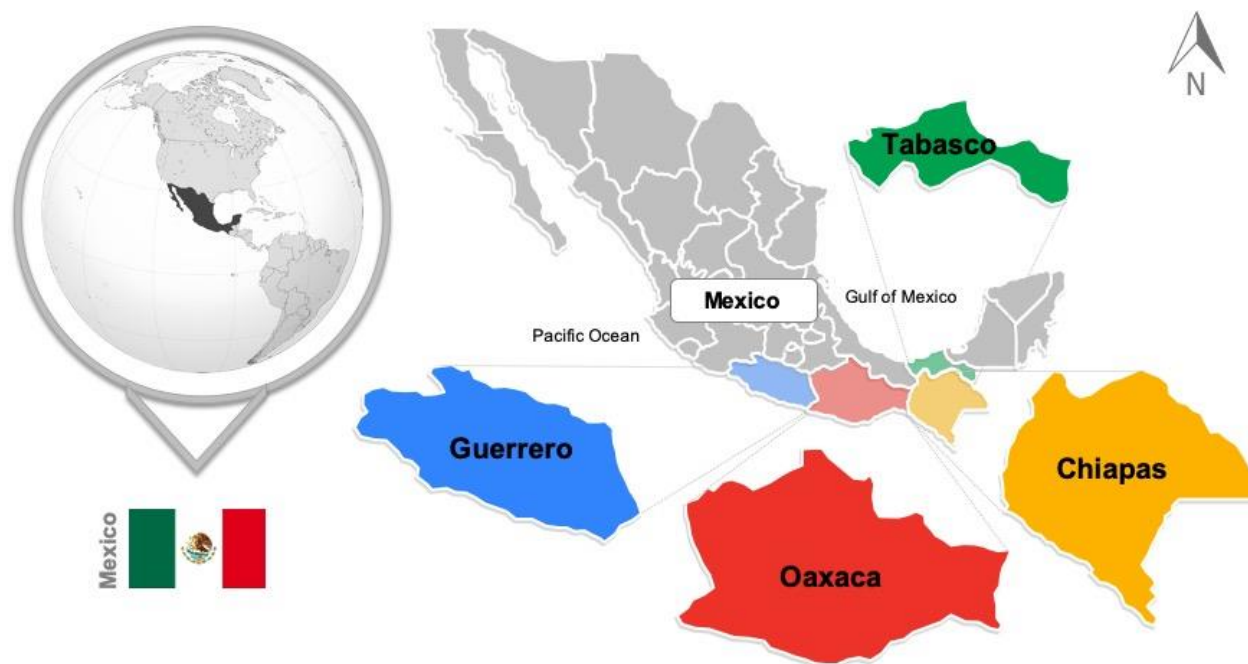 N
Tabasco
Gulf of Mexico
Mexico
Pacific Ocean
Guerrero
Chiapas
Oaxaca
Mexico